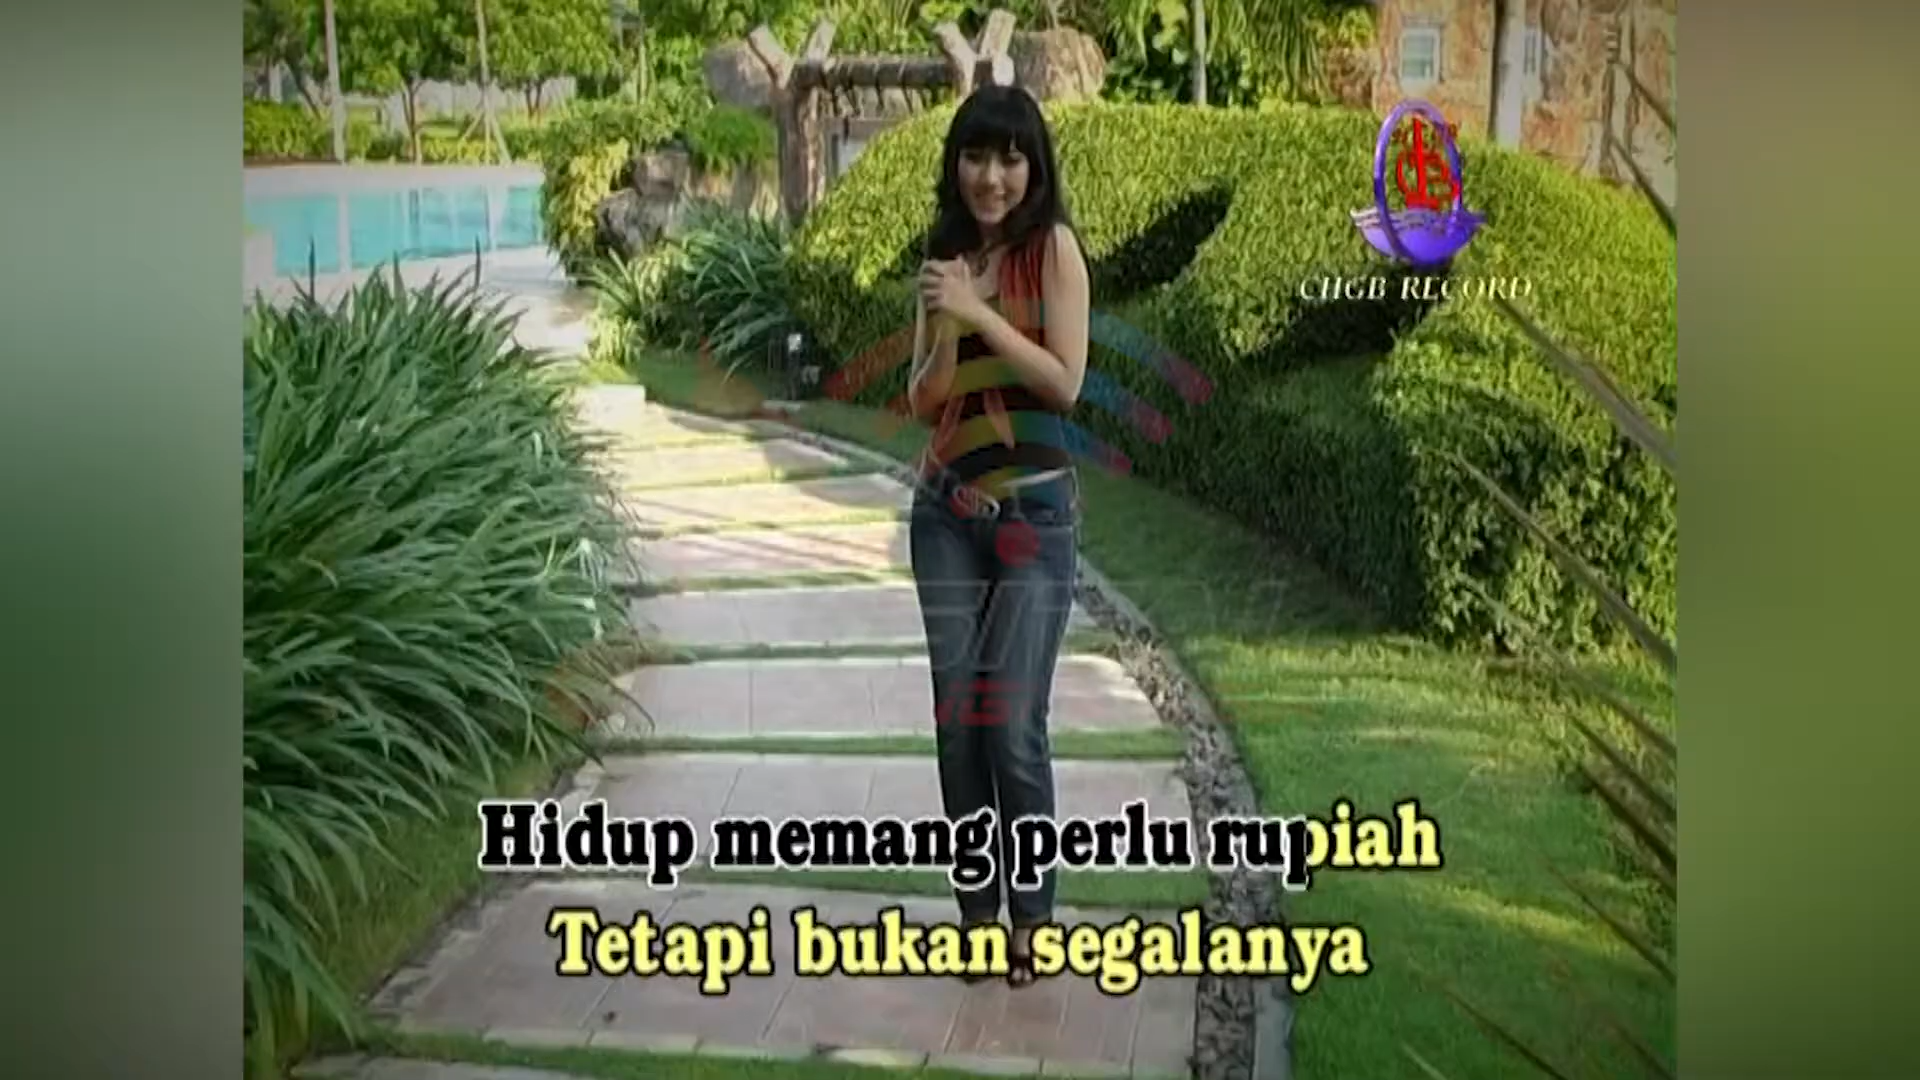 CHGB RECORD
Hidup memang perlu rupiah
Tetapi bukan segalanya